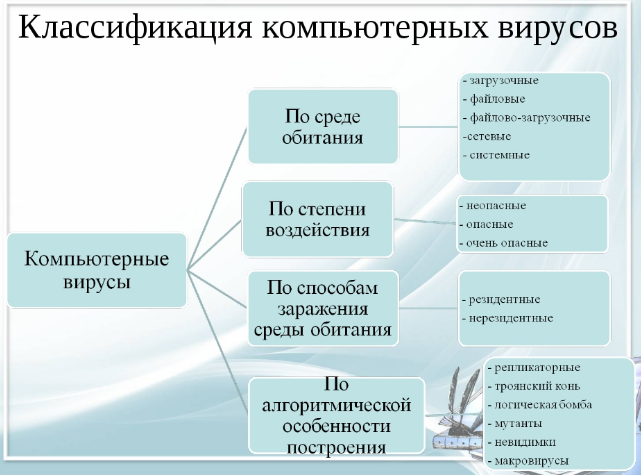 Классификация компьютерных вирусов
Компьютерные
вирусы
По среде
обитания
- загрузочные
- файловые
- файлово-загрузочные
-сетевые
- системные
По степени
воздействия
- неопасные
- опасные
- очень опасные
По способам
заражения
среды обитания
- резидентные
- нерезидентные
По
алгоритмической
особенности
построения
- репликаторные
- троянский конь
- логическая бомба
- мутанты
- невидимки
- макровирусы